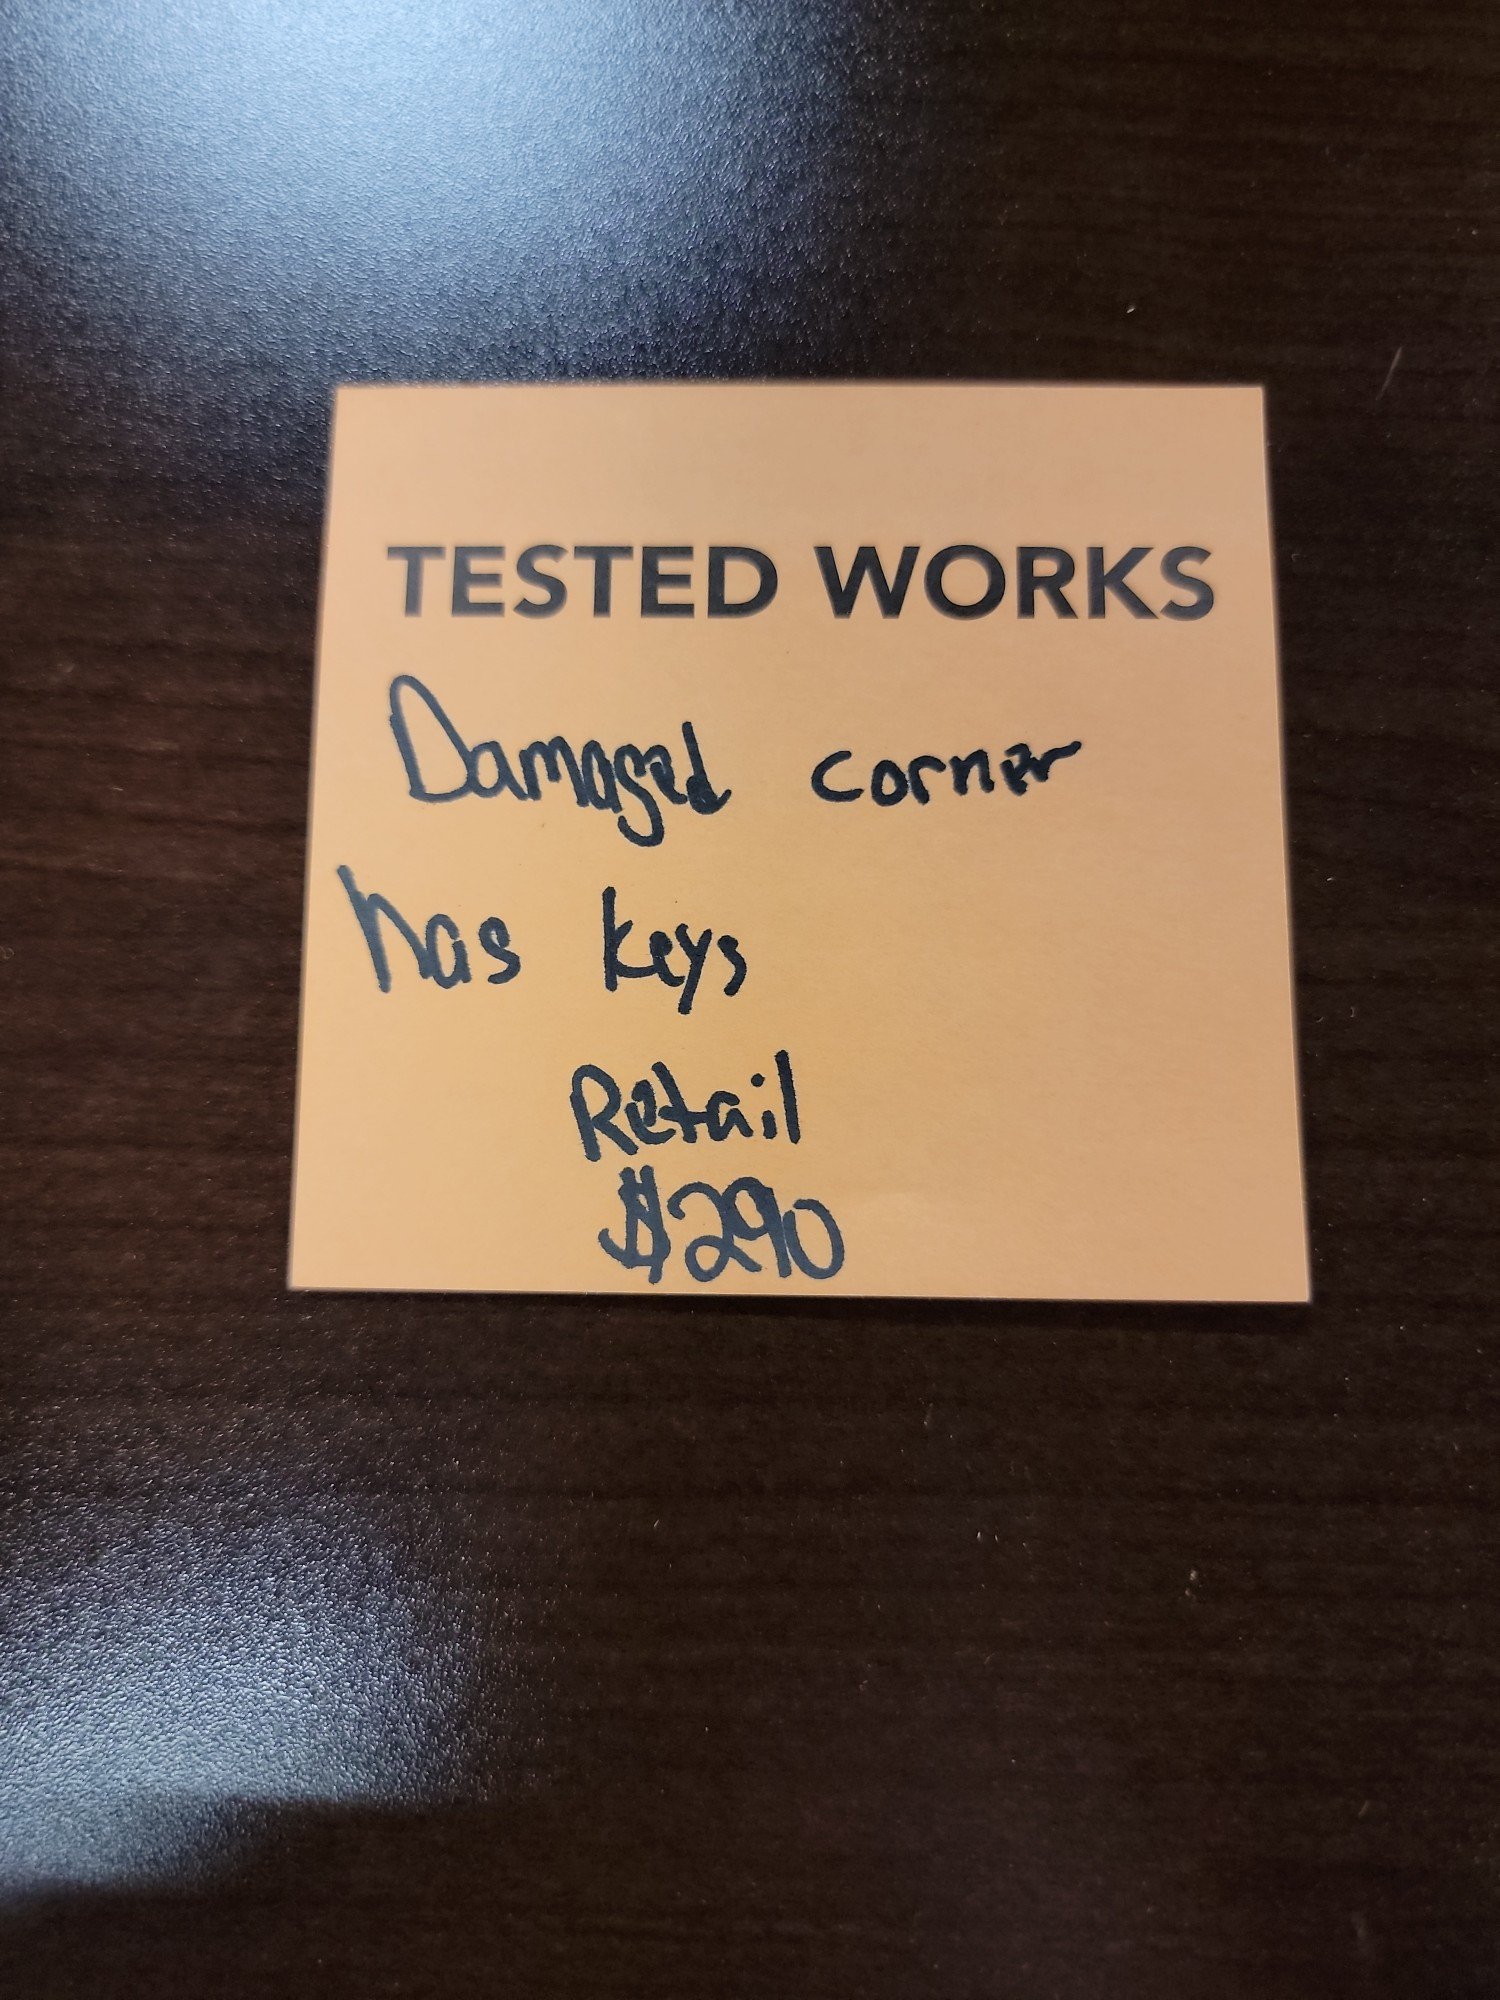 TESTED WORKS
Damaged corner
has keys
Retail
$290